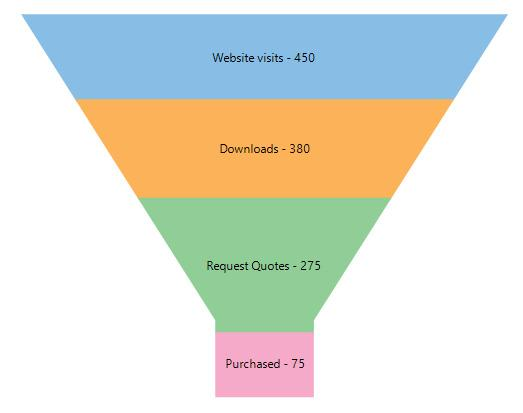 Website visits - 450
Downloads - 380
Request Quotes - 275
Purchased - 75